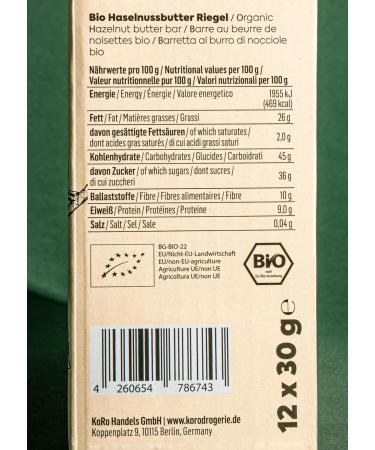 Bio Haselnussbutter Riegel / Organic
Hazelnut butter bar / Barre au beurre de
noisettes bio / Barretta al burro di nocciole
bio
Nährwerte pro 100 g / Nutritional values per 100 g /
Valeur nutritionnelle pur 100 g / Valori nutrizionali per 100 g
Energie / Energy / Énergie / Valore energetico 1955 kJ
(469 kcal)
Fett / Fat / Matières grasses / Grassi 26 g
davon gesättigte Fettsäuren / of which saturates /
dont acides gras saturés / di cui acidi grassi saturi 2,0 g
Kohlenhydrate / Carbohydrates / Glucides / Carboidrati 45 g
davon Zucker / of which sugars / dont sucres /
di cui zuccheri 36 g
Ballaststoffe / Fibre / Fibres alimentaires / Fibre 10 g
Eiweiß / Protein / Protéines / Proteine 9,0 g
Salz / Salt / Sel / Sale 0,04 g
BG-BIO-22
EU/Nicht-EU-Landwirtschaft
EU/non-EU-agriculture
Agriculture UE/non UE
Agricoltura UE/non UE
BiO
nach
EG-Öko-Verordnung
4 260654 786743
12 x 30 g e
KoRo Handels GmbH | www.korodrogerie.de
Koppenplatz 9, 10115 Berlin, Germany